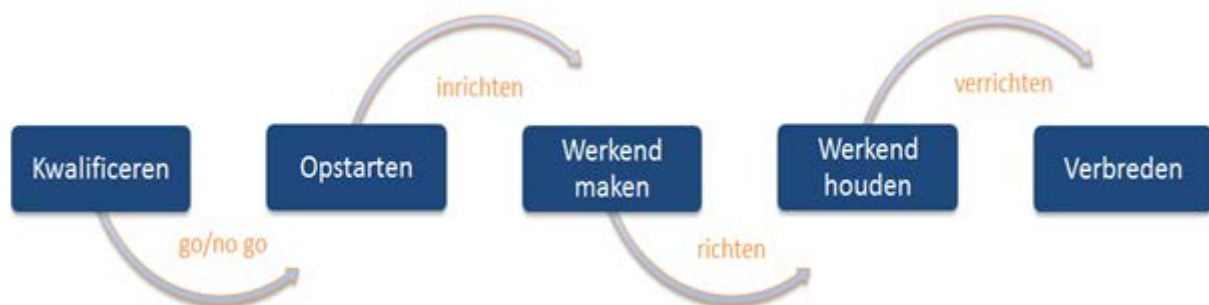 inrichten
verrichten
Kwalificeren
Opstarten
Werkend
maken
Werkend
houden
Verbreden
go/no go
richten